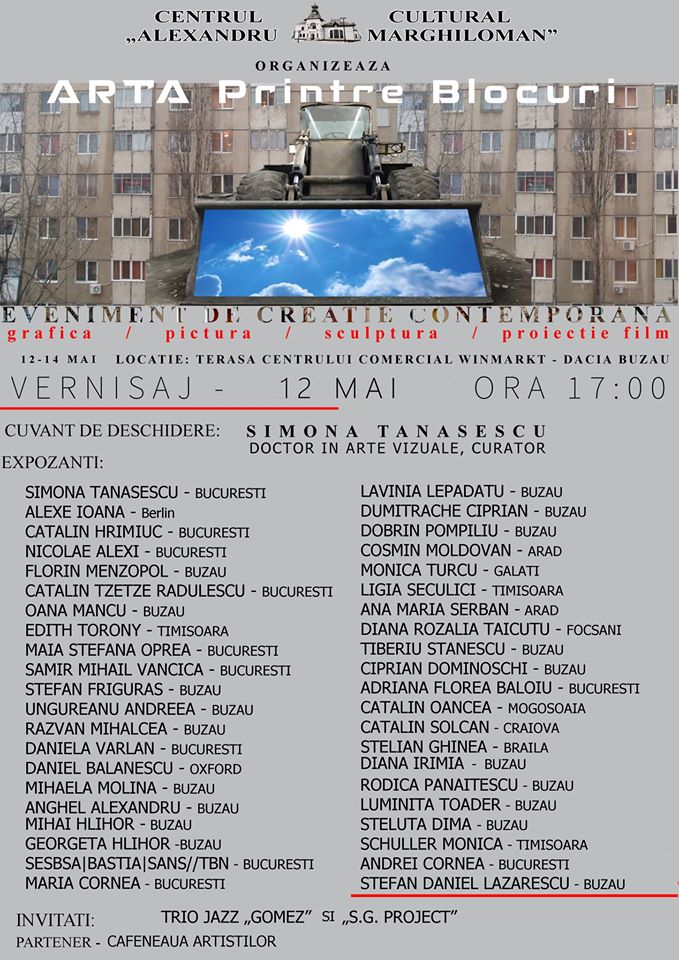 CENTRUL CULTURAL
„ALEXANDRU MARGHILOMAN”
ORGANIZEAZA
ARTA Printre Blocuri
EVENIMENT DE CREATIE CONTEMPORANA
grafica / pictura / sculptura / proiectie film
12-14 MAI LOCATIE: TERASA CENTRULUI COMERCIAL WINMARKT - DACIA BUZAU
VERNISAJ - 12 MAI ORA 17:00
CUVANT DE DESCHIDERE: SIMONA TANASESCU
DOCTOR IN ARTE VIZUALE, CURATOR
EXPOZANTI:
SIMONA TANASESCU - BUCURESTI
ALEXE IOANA - Berlin
CATALIN HRIMIUC - BUCURESTI
NICOLAE ALEXI - BUCURESTI
FLORIN MENZOPOL - BUZAU
CATALIN TZETZE RADULESCU - BUCURESTI
OANA MANCU - BUZAU
EDITH TORONY - TIMISOARA
MAIA STEFANA OPREA - BUCURESTI
SAMIR MIHAIL VANCICA - BUCURESTI
STEFAN FRIGURAS - BUZAU
UNGUREANU ANDREEA - BUZAU
RAZVAN MIHALCEA - BUZAU
DANIELA VARLAN - BUCURESTI
DANIEL BALANESCU - OXFORD
MIHAELA MOLINA - BUZAU
ANGHEL ALEXANDRU - BUZAU
MIHAI HLIHOR - BUZAU
GEORGETA HLIHOR -BUZAU
SESBSA|BASTIA|SANS//TBN - BUCURESTI
MARIA CORNEA - BUCURESTI
LAVINIA LEPADATU - BUZAU
DUMITRACHE CIPRIAN - BUZAU
DOBRIN POMPILIU - BUZAU
COSMIN MOLDOVAN - ARAD
MONICA TURCU - GALATI
LIGIA SECULICI - TIMISOARA
ANA MARIA SERBAN - ARAD
DIANA ROZALIA TAICUTU - FOCSANI
TIBERIU STANESCU - BUZAU
CIPRIAN DOMINOSCHI - BUZAU
ADRIANA FLOREA BALOIU - BUCURESTI
CATALIN OANCEA - MOGOSOAIA
CATALIN SOLCAN - CRAIOVA
STELIAN GHINEA - BRAILA
DIANA IRIMIA - BUZAU
RODICA PANAITESCU - BUZAU
LUMINITA TOADER - BUZAU
STELUTA DIMA - BUZAU
SCHULLER MONICA - TIMISOARA
ANDREI CORNEA - BUCURESTI
STEFAN DANIEL LAZARESCU - BUZAU
INVITATI: TRIO JAZZ „GOMEZ” SI „S.G. PROJECT”
PARTENER - CAFENEAUA ARTISTILOR